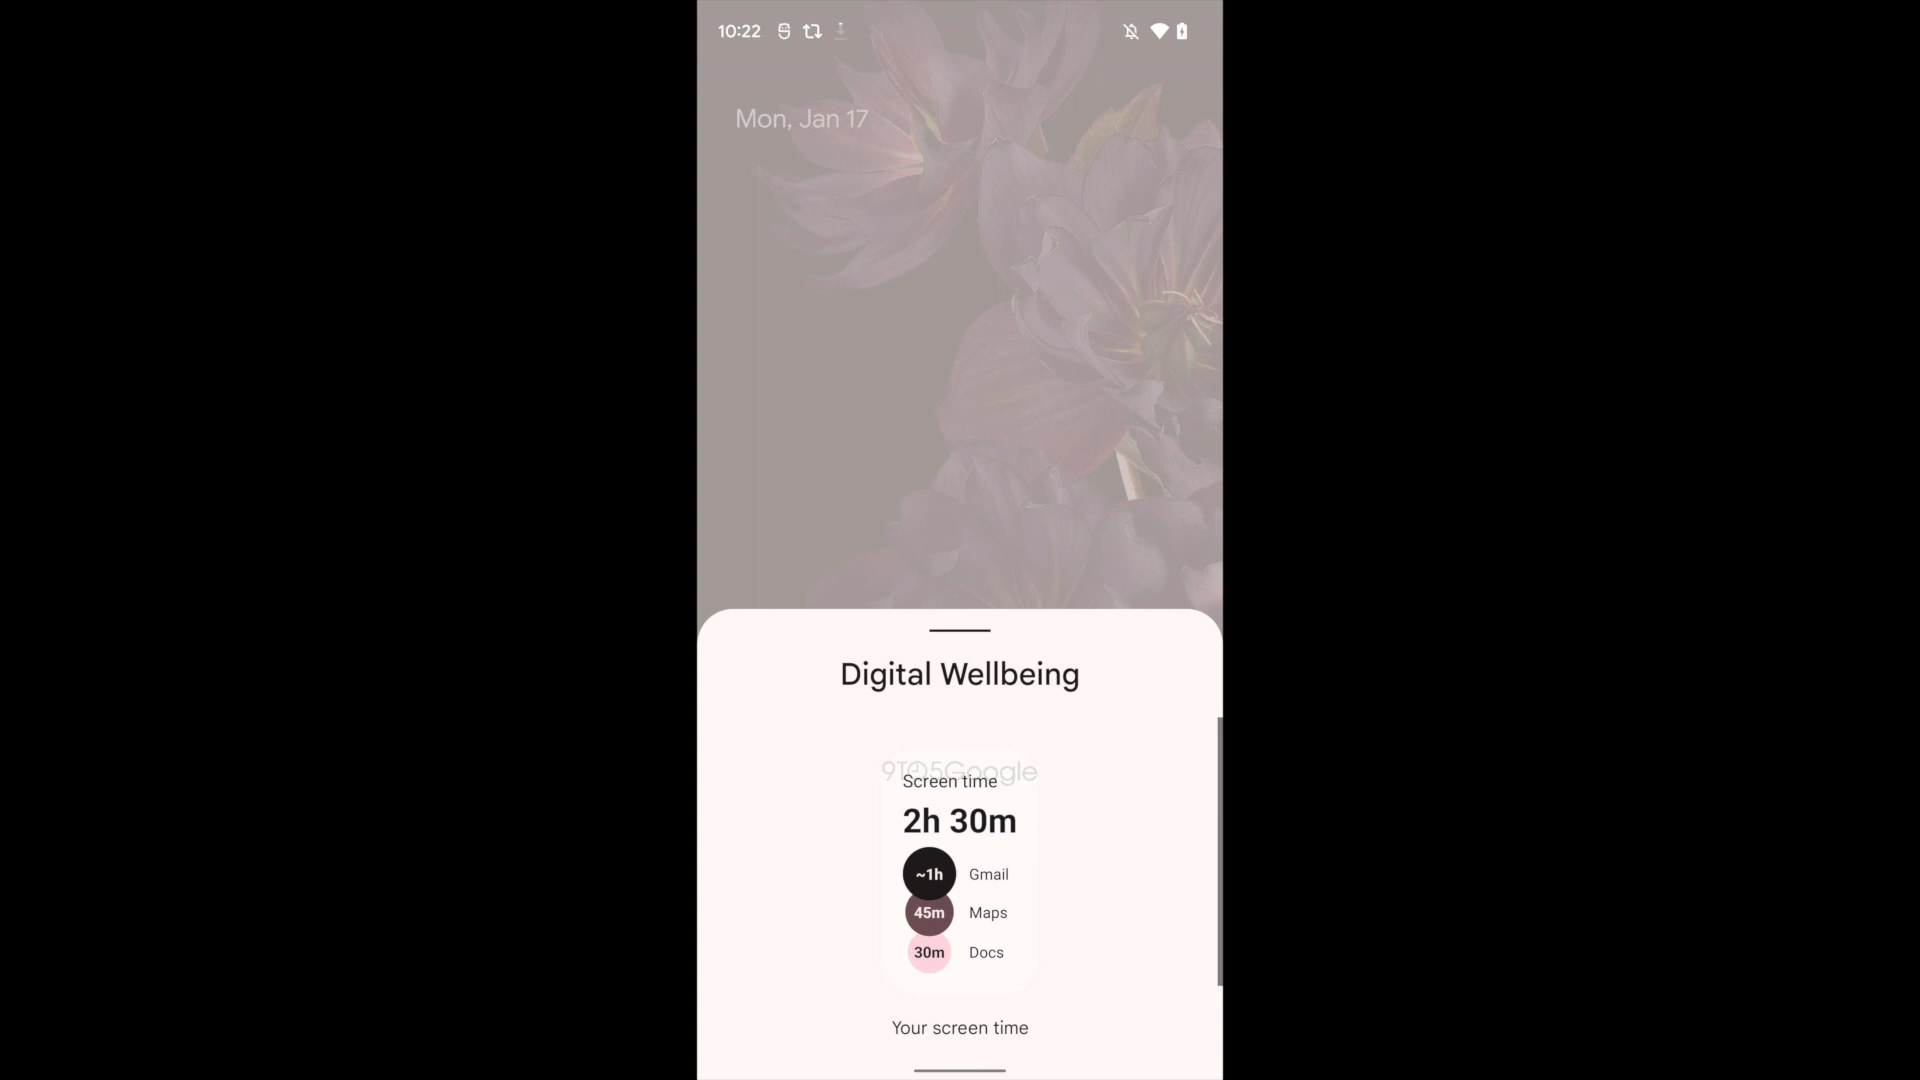 10:22
Mon, Jan 17
Digital Wellbeing
9TO5Google
Screen time
2h 30m
~1h Gmail
45m Maps
30m Docs
Your screen time